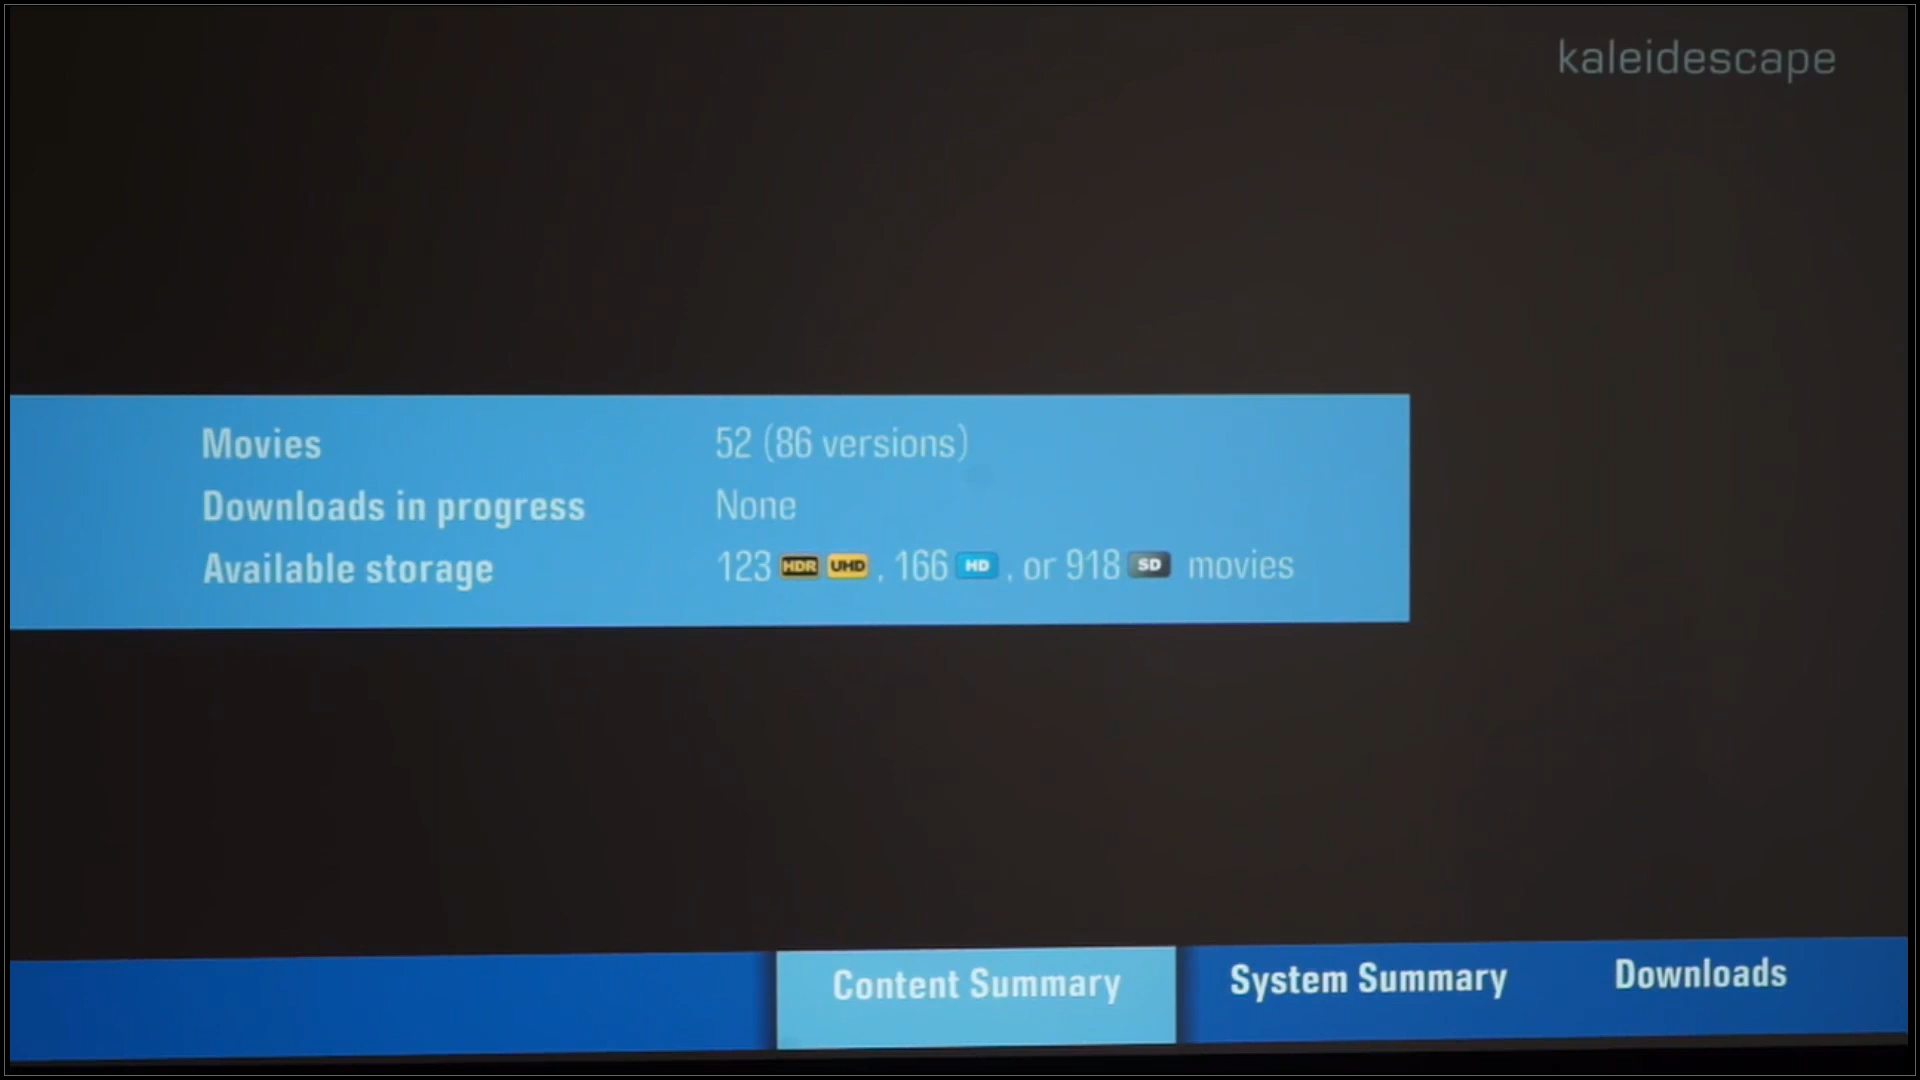 kaleidescape
Movies 52 (86 versions)
Downloads in progress None
Available storage 123 HDR UHD , 166 HD , or 918 SD movies
Content Summary System Summary Downloads